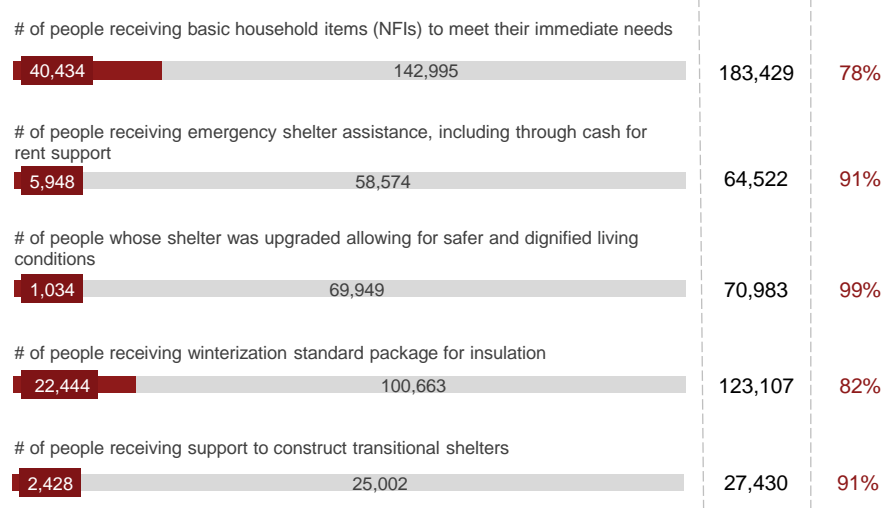 # of people receiving basic household items (NFIs) to meet their immediate needs
40,434 142,995 183,429 78%
# of people receiving emergency shelter assistance, including through cash for
rent support
5,948 58,574 64,522 91%
# of people whose shelter was upgraded allowing for safer and dignified living
conditions
1,034 69,949 70,983 99%
# of people receiving winterization standard package for insulation
22,444 100,663 123,107 82%
# of people receiving support to construct transitional shelters
2,428 25,002 27,430 91%